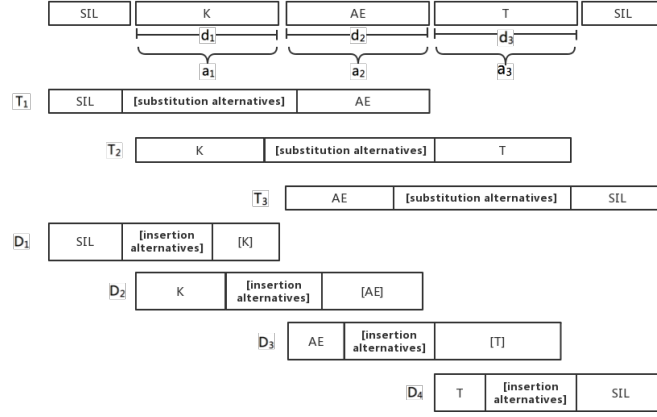 SIL K AE T SIL
d₁ d₂ d₃
a₁ a₂ a₃
T₁ SIL [substitution alternatives] AE
T₂ K [substitution alternatives] T
T₃ AE [substitution alternatives] SIL
D₁ SIL [insertion alternatives] [K]
D₂ K [insertion alternatives] [AE]
D₃ AE [insertion alternatives] [T]
D₄ T [insertion alternatives] SIL